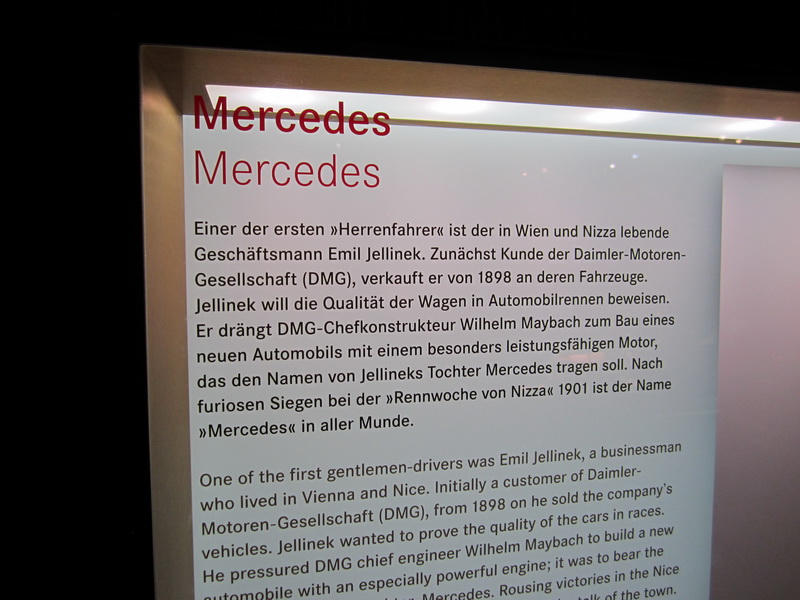 Mercedes
Mercedes
Einer der ersten »Herrenfahrer« ist der in Wien und Nizza lebende
Geschäftsmann Emil Jellinek. Zunächst Kunde der Daimler-Motoren-
Gesellschaft (DMG), verkauft er von 1898 an deren Fahrzeuge.
Jellinek will die Qualität der Wagen in Automobilrennen beweisen.
Er drängt DMG-Chefkonstrukteur Wilhelm Maybach zum Bau eines
neuen Automobils mit einem besonders leistungsfähigen Motor,
das den Namen von Jellineks Tochter Mercedes tragen soll. Nach
furiosen Siegen bei der »Rennwoche von Nizza« 1901 ist der Name
»Mercedes« in aller Munde.
One of the first gentlemen-drivers was Emil Jellinek, a businessman
who lived in Vienna and Nice. Initially a customer of Daimler-
Motoren-Gesellschaft (DMG), from 1898 on he sold the company's
vehicles. Jellinek wanted to prove the quality of the cars in races.
He pressured DMG chief engineer Wilhelm Maybach to build a new
automobile with an especially powerful engine; it was to bear the
Mercedes. Rousing victories in the Nice
talk of the town.